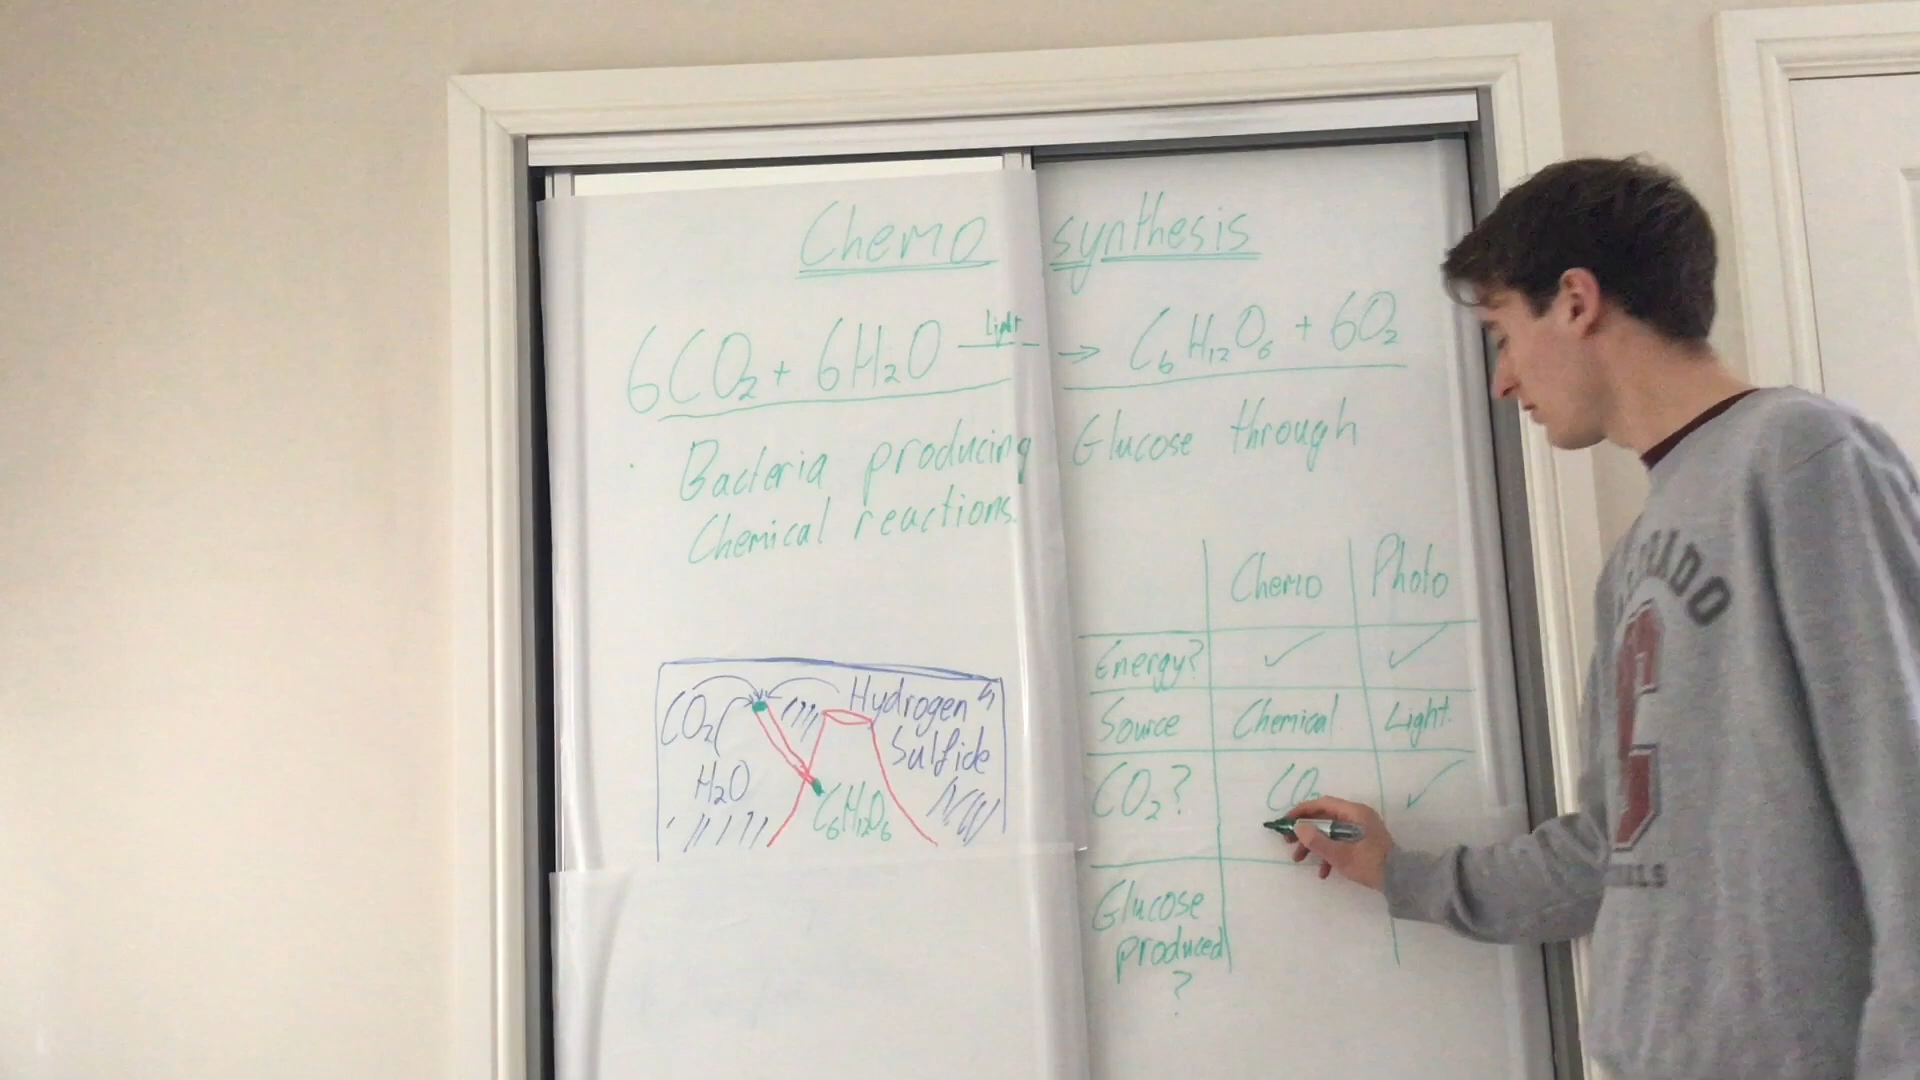 Chemo synthesis
6CO₂ + 6H₂O Light → C₆H₁₂O₆ + 6O₂
Bacteria producing Glucose through
Chemical reactions.
Chemo Photo
Energy? ✓ ✓
Source Chemical Light
CO₂? CO₂ ✓
Glucose
produced
?
CO₂ Hydrogen
Sulfide
H₂O
C₆H₁₂O₆
C